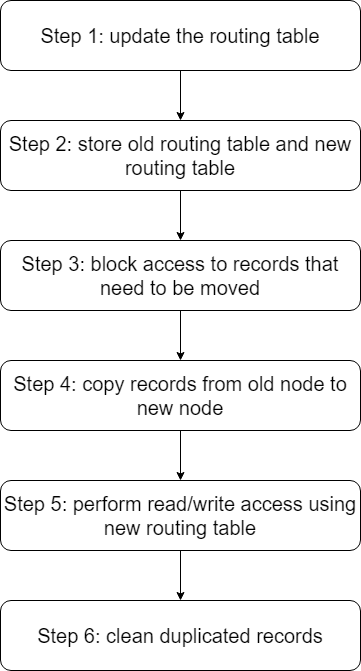 Step 1: update the routing table
Step 2: store old routing table and new
routing table
Step 3: block access to records that
need to be moved
Step 4: copy records from old node to
new node
Step 5: perform read/write access using
new routing table
Step 6: clean duplicated records